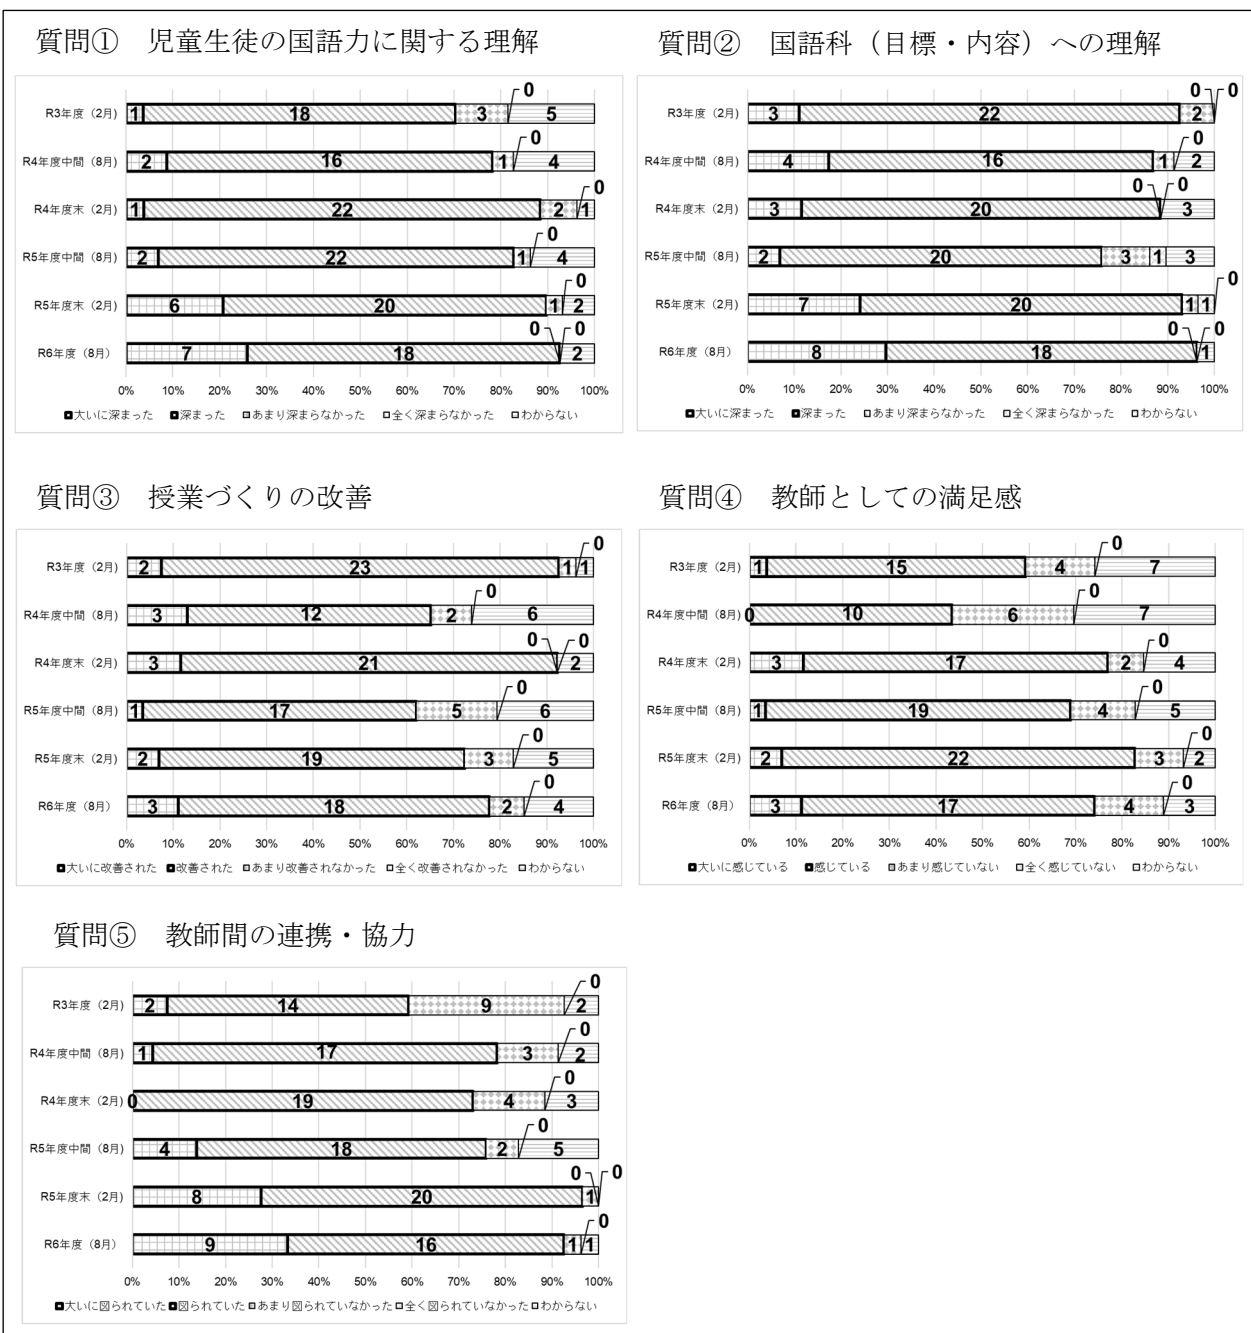 質問① 児童生徒の国語力に関する理解
R3年度（2月） 1 18 3 0 5
R4年度中間（8月） 2 16 1 0 4
R4年度末（2月） 1 22 2 0 1
R5年度中間（8月） 2 22 1 0 4
R5年度末（2月） 6 20 1 0 2
R6年度（8月） 7 18 0 0 2
0% 10% 20% 30% 40% 50% 60% 70% 80% 90% 100%
大いに深まった 深まった あまり深まらなかった 全く深まらなかった わからない
質問② 国語科（目標・内容）への理解
R3年度（2月） 3 22 2 0 0
R4年度中間（8月） 4 16 1 0 2
R4年度末（2月） 3 20 0 0 3
R5年度中間（8月） 2 20 3 1 3
R5年度末（2月） 7 20 1 1 0
R6年度（8月） 8 18 0 0 1
0% 10% 20% 30% 40% 50% 60% 70% 80% 90% 100%
大いに深まった 深まった あまり深まらなかった 全く深まらなかった わからない
質問③ 授業づくりの改善
R3年度（2月） 2 23 1 0 1
R4年度中間（8月） 3 12 2 0 6
R4年度末（2月） 3 21 0 0 2
R5年度中間（8月） 1 17 5 0 6
R5年度末（2月） 2 19 3 0 5
R6年度（8月） 3 18 2 0 4
0% 10% 20% 30% 40% 50% 60% 70% 80% 90% 100%
大いに改善された 改善された あまり改善されなかった 全く改善されなかった わからない
質問④ 教師としての満足感
R3年度（2月） 1 15 4 0 7
R4年度中間（8月） 0 10 6 0 7
R4年度末（2月） 3 17 2 0 4
R5年度中間（8月） 1 19 4 0 5
R5年度末（2月） 2 22 3 0 2
R6年度（8月） 3 17 4 0 3
0% 10% 20% 30% 40% 50% 60% 70% 80% 90% 100%
大いに感じている 感じている あまり感じていない 全く感じていない わからない
質問⑤ 教師間の連携・協力
R3年度（2月） 2 14 9 0 2
R4年度中間（8月） 1 17 3 0 2
R4年度末（2月） 0 19 4 0 3
R5年度中間（8月） 4 18 2 0 5
R5年度末（2月） 8 20 1 0 0
R6年度（8月） 9 16 1 0 1
0% 10% 20% 30% 40% 50% 60% 70% 80% 90% 100%
大いに図られていた 図られていた あまり図られていなかった 全く図られていなかった わからない